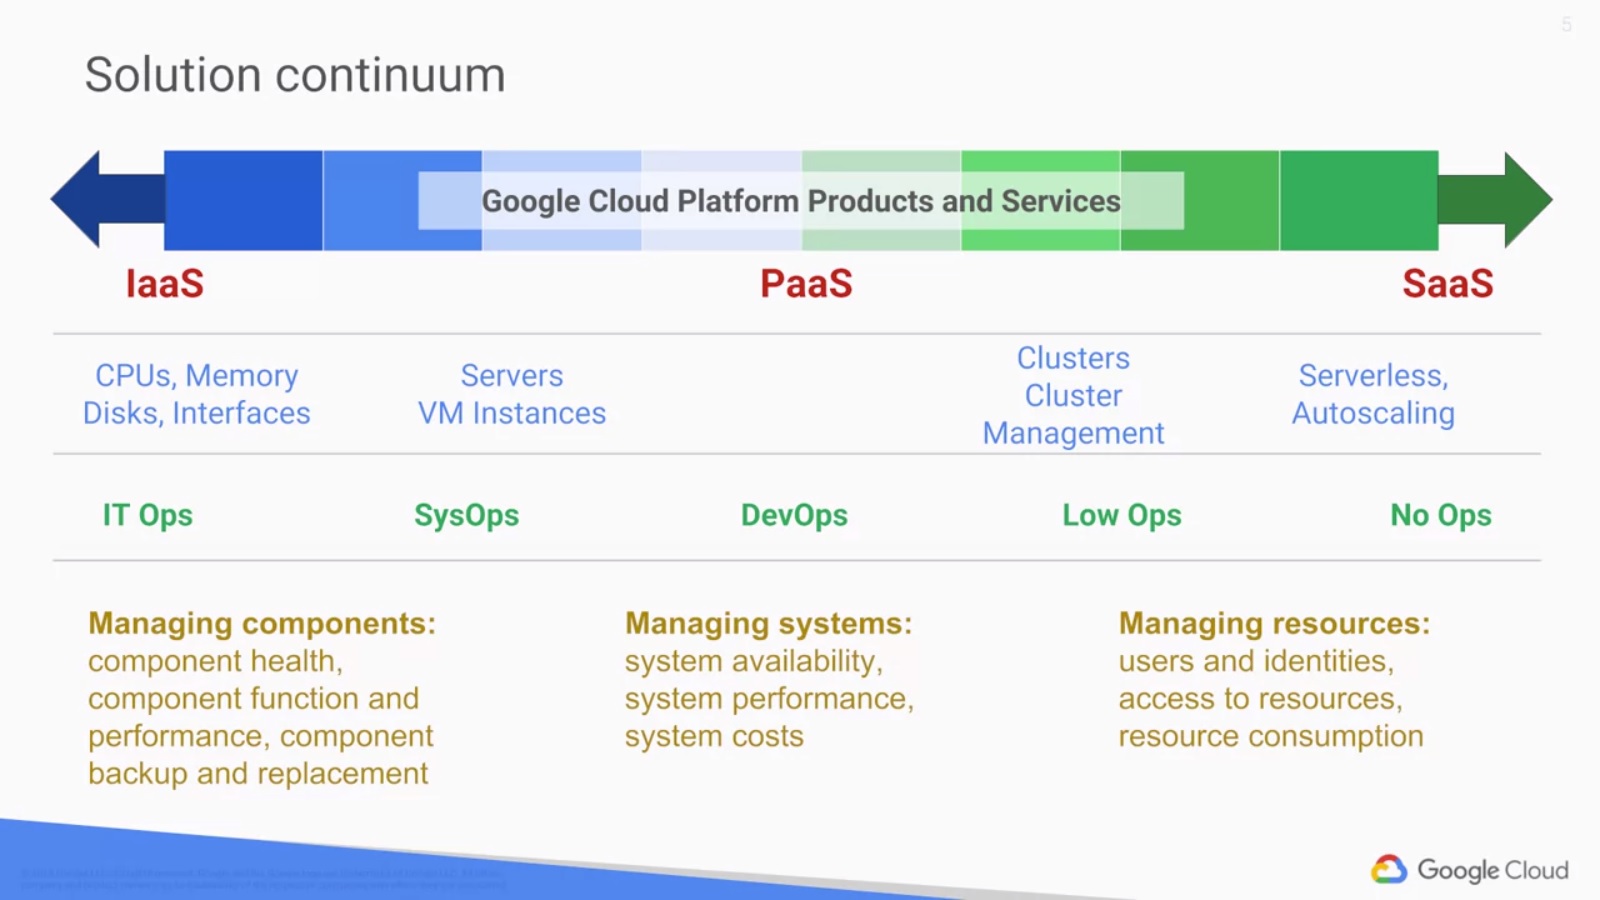 5
Solution continuum
Google Cloud Platform Products and Services
IaaS
PaaS
SaaS
CPUs, Memory
Disks, Interfaces
Servers
VM Instances
Clusters
Cluster
Management
Serverless,
Autoscaling
IT Ops
SysOps
DevOps
Low Ops
No Ops
Managing components:
component health,
component function and
performance, component
backup and replacement
Managing systems:
system availability,
system performance,
system costs
Managing resources:
users and identities,
access to resources,
resource consumption
Google Cloud